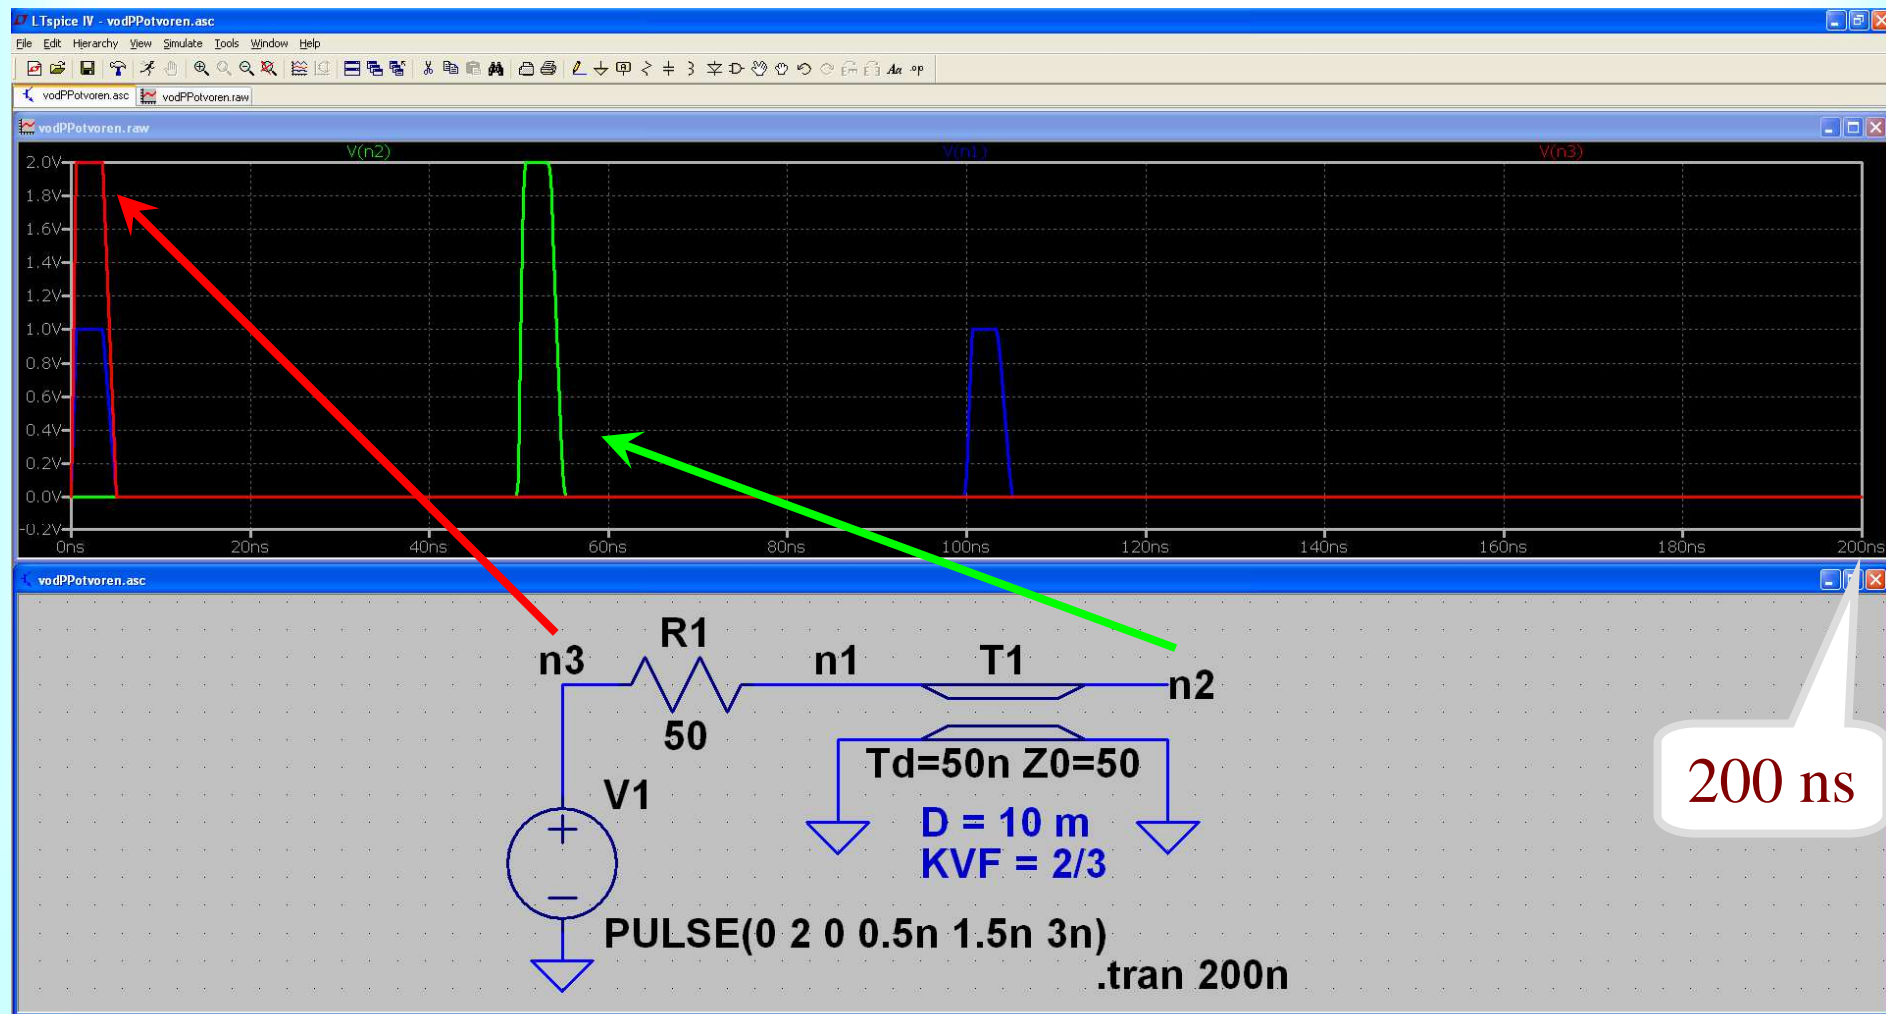 LTspice IV - vodPPotvoren.asc
File Edit Hierarchy View Simulate Tools Window Help
Aa .op
vodPPotvoren.asc vodPPotvoren.raw
vodPPotvoren.raw
V(n2) V(n1) V(n3)
2.0V
1.8V
1.6V
1.4V
1.2V
1.0V
0.8V
0.6V
0.4V
0.2V
0.0V
-0.2V
0ns 20ns 40ns 60ns 80ns 100ns 120ns 140ns 160ns 180ns 200ns
vodPPotvoren.asc
n3 R1 n1 T1 n2
50
Td=50n Z0=50
200 ns
V1
D = 10 m
KVF = 2/3
PULSE(0 2 0 0.5n 1.5n 3n)
.tran 200n